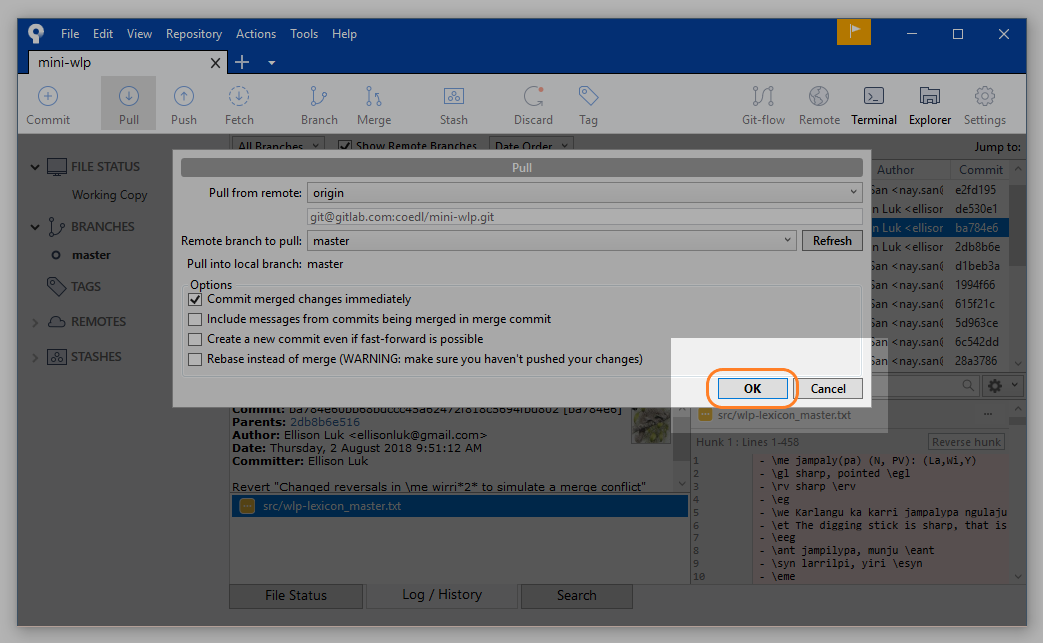 File Edit View Repository Actions Tools Help
mini-wlp
Commit Pull Push Fetch Branch Merge Stash Discard Tag Git-flow Remote Terminal Explorer Settings
All Branches Show Remote Branches Date Order Jump to:
FILE STATUS
Working Copy
BRANCHES
master
TAGS
REMOTES
STASHES
Pull
Pull from remote: origin
git@gitlab.com:coedl/mini-wlp.git
Remote branch to pull: master Refresh
Pull into local branch: master
Options
Commit merged changes immediately
Include messages from commits being merged in merge commit
Create a new commit even if fast-forward is possible
Rebase instead of merge (WARNING: make sure you haven't pushed your changes)
OK Cancel
Author Commit
San <nay.san@ e2fd195
n Luk <ellison de530e1
n Luk <ellison ba784e6
n Luk <ellison 2db8b6e
San <nay.san@ d1beb3a
San <nay.san@ 1994f66
San <nay.san@ 615f21c
San <nay.san@ 5d963ce
San <nay.san@ 6c542dd
San <nay.san@ 28a3786
Commit: [ba784e6]
Parents: 2db8b6e516
Author: Ellison Luk <ellisonluk@gmail.com>
Date: Thursday, 2 August 2018 9:51:12 AM
Committer: Ellison Luk
Revert "Changed reversals in \me wirri*2* to simulate a merge conflict"
src/wlp-lexicon_master.txt
src/wlp-lexicon_master.txt
Hunk 1 : Lines 1-458 Reverse hunk
1 - \me jampaly(pa) (N, PV): (La,Wi,Y)
2 - \gl sharp, pointed \egl
3 - \rv sharp \erv
4 - \eg
5 - \we Karlangu ka karri jampalypa ngulaju
6 - \et The digging stick is sharp, that is
7 - \eeg
8 - \ant jampilypa, munju \eant
9 - \syn larrilpi, yiri \esyn
10 - \eme
File Status Log / History Search